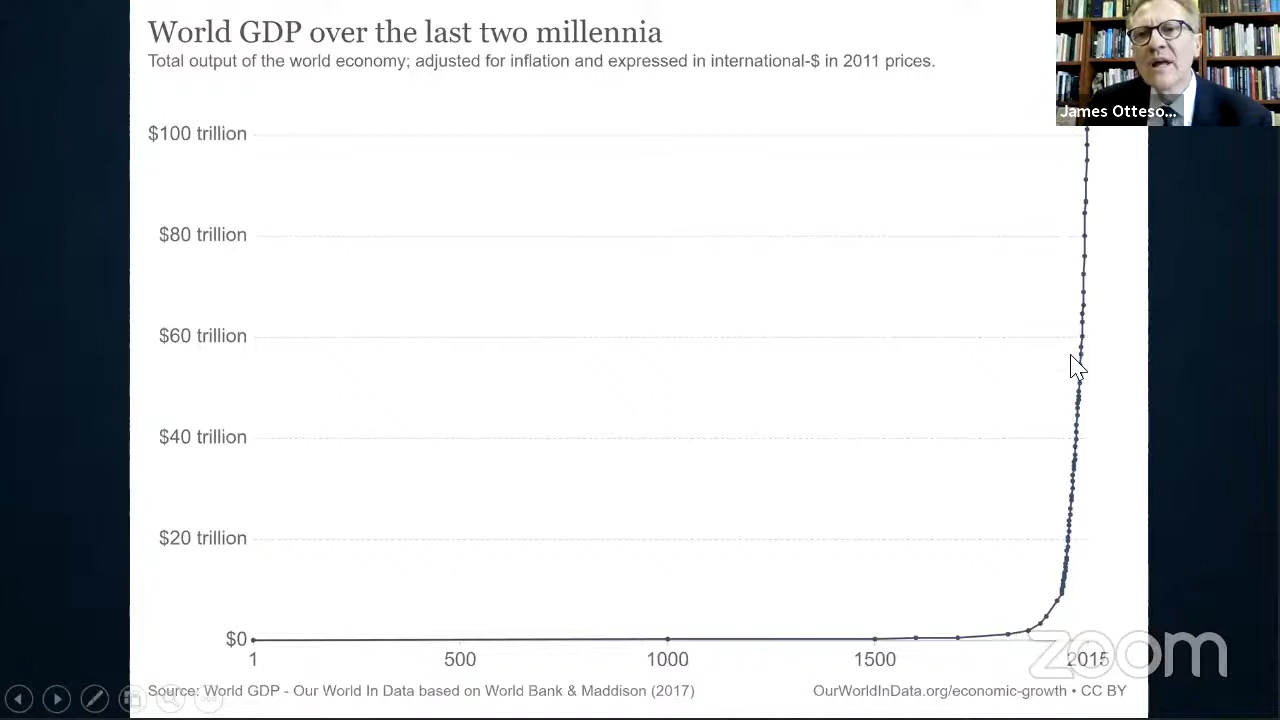 World GDP over the last two millennia
Total output of the world economy; adjusted for inflation and expressed in international-$ in 2011 prices.
James Otteso...
$100 trillion
$80 trillion
$60 trillion
$40 trillion
$20 trillion
$0
1 500 1000 1500 2015
zoom
Source: World GDP - Our World In Data based on World Bank & Maddison (2017)
OurWorldInData.org/economic-growth • CC BY